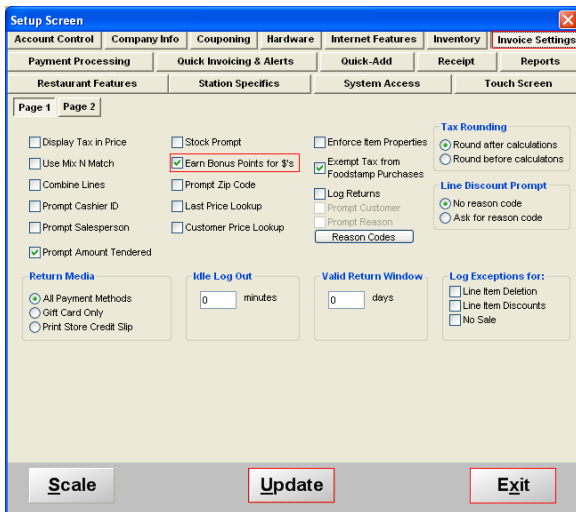 Setup Screen
Account Control Company Info Couponing Hardware Internet Features Inventory Invoice Settings
Payment Processing Quick Invoicing & Alerts Quick-Add Receipt Reports
Restaurant Features Station Specifics System Access Touch Screen
Page 1 Page 2
Display Tax in Price
Use Mix N Match
Combine Lines
Prompt Cashier ID
Prompt Salesperson
Prompt Amount Tendered
Stock Prompt
Earn Bonus Points for $'s
Prompt Zip Code
Last Price Lookup
Customer Price Lookup
Enforce Item Properties
Exempt Tax from
Foodstamp Purchases
Log Returns
Prompt Customer
Prompt Reason
Reason Codes
Tax Rounding
Round after calculations
Round before calculatons
Line Discount Prompt
No reason code
Ask for reason code
Return Media
All Payment Methods
Gift Card Only
Print Store Credit Slip
Idle Log Out
0 minutes
Valid Return Window
0 days
Log Exceptions for:
Line Item Deletion
Line Item Discounts
No Sale
Scale Update Exit